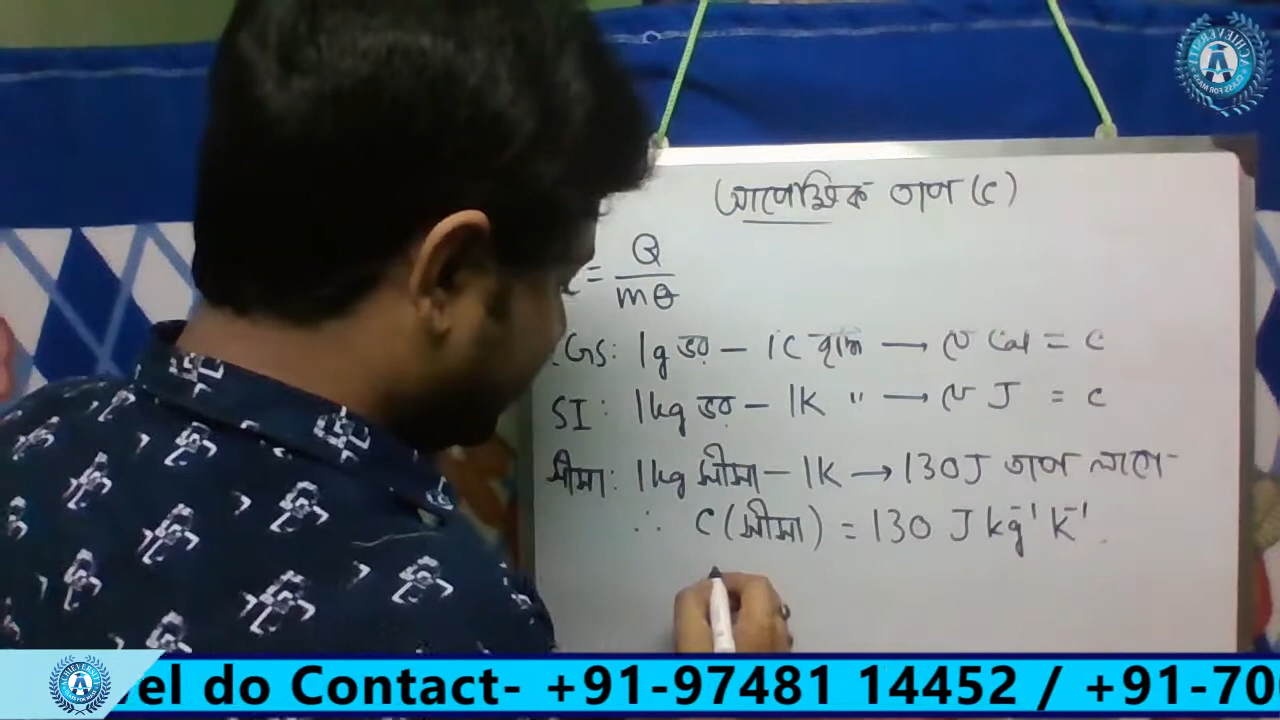 আপেক্ষিক তাপ (c)
= Q / mθ
GS: 1g ভর — 1C বৃদ্ধি → যে Cal = c
SI: 1kg ভর — 1K " → যে J = c
সীসা: 1kg সীসা — 1K → 130J তাপ লাগে
∴ C (সীসা) = 130 J kg⁻¹ K⁻¹.
el do Contact- +91-97481 14452 / +91-70